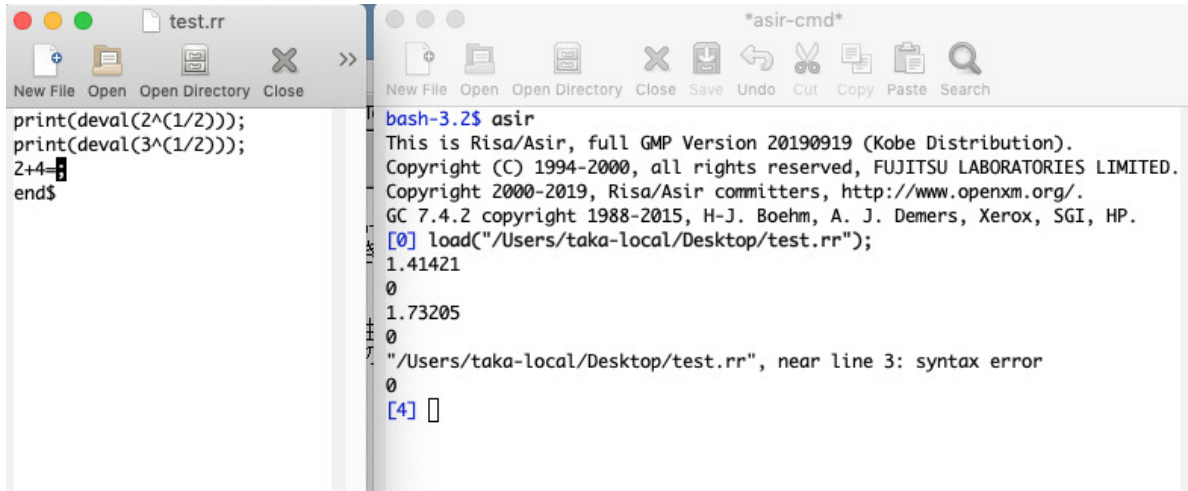 test.rr
New File Open Open Directory Close
print(deval(2^(1/2)));
print(deval(3^(1/2)));
2+4=;
end$
*asir-cmd*
New File Open Open Directory Close Save Undo Cut Copy Paste Search
bash-3.2$ asir
This is Risa/Asir, full GMP Version 20190919 (Kobe Distribution).
Copyright (C) 1994-2000, all rights reserved, FUJITSU LABORATORIES LIMITED.
Copyright 2000-2019, Risa/Asir committers, http://www.openxm.org/.
GC 7.4.2 copyright 1988-2015, H-J. Boehm, A. J. Demers, Xerox, SGI, HP.
[0] load("/Users/taka-local/Desktop/test.rr");
1.41421
0
1.73205
0
"/Users/taka-local/Desktop/test.rr", near line 3: syntax error
0
[4]